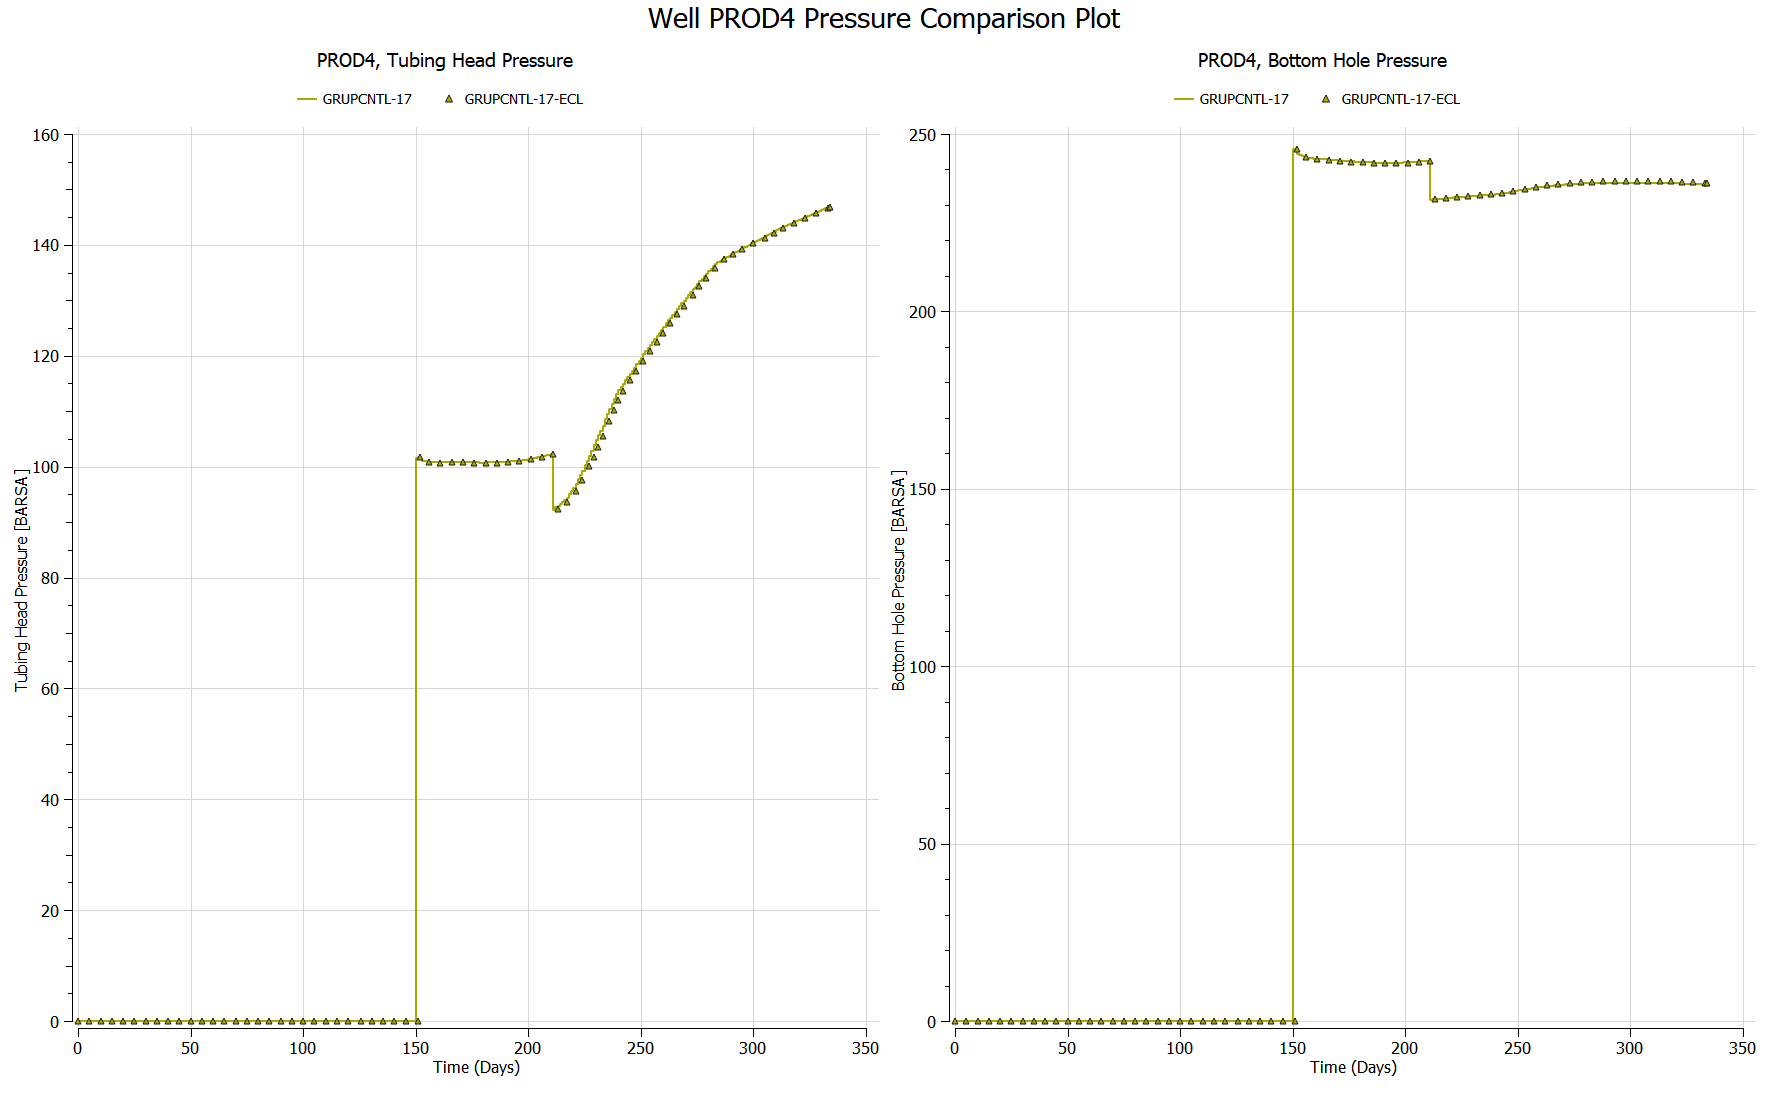 Well PROD4 Pressure Comparison Plot
PROD4, Tubing Head Pressure
GRUPCNTL-17 GRUPCNTL-17-ECL
160
140
120
100
80
60
40
20
0
Tubing Head Pressure [BARSA]
0 50 100 150 200 250 300 350
Time (Days)
PROD4, Bottom Hole Pressure
GRUPCNTL-17 GRUPCNTL-17-ECL
250
200
150
100
50
0
Bottom Hole Pressure [BARSA]
0 50 100 150 200 250 300 350
Time (Days)